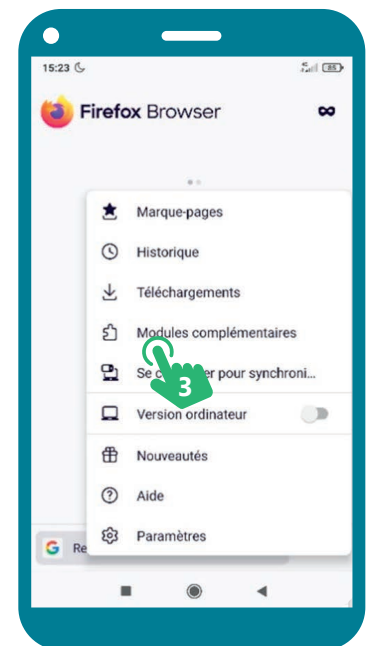 15:23
85
Firefox Browser
Marque-pages
Historique
Téléchargements
Modules complémentaires
Se er pour synchroni...
3
Version ordinateur
Nouveautés
Aide
Paramètres
G Re